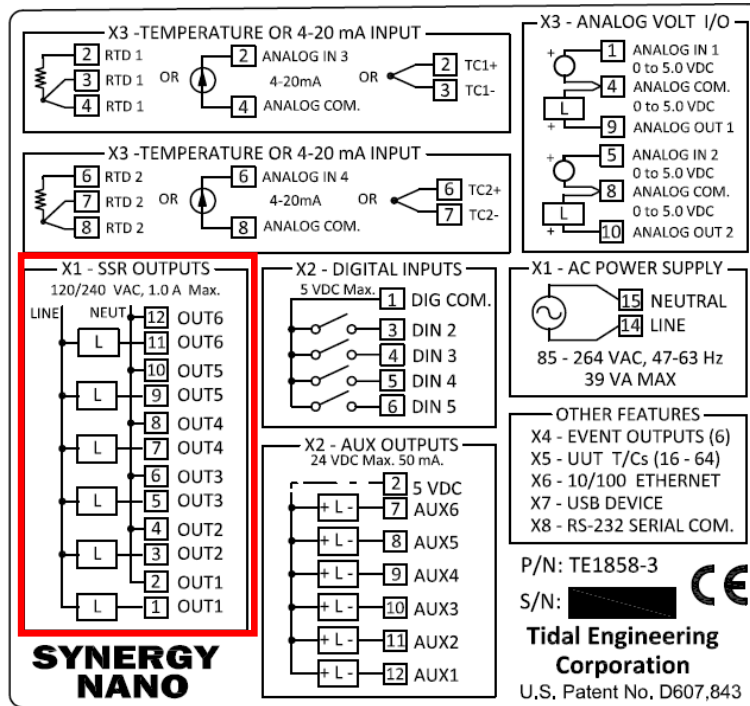 X3 -TEMPERATURE OR 4-20 mA INPUT
2 RTD 1
3 RTD 1
4 RTD 1
OR
2 ANALOG IN 3
4-20mA
4 ANALOG COM.
OR
2 TC1+
3 TC1-
X3 - ANALOG VOLT I/O
+ 1 ANALOG IN 1
0 to 5.0 VDC
4 ANALOG COM.
L 0 to 5.0 VDC
+ 9 ANALOG OUT 1
+ 5 ANALOG IN 2
0 to 5.0 VDC
8 ANALOG COM.
L 0 to 5.0 VDC
+ 10 ANALOG OUT 2
X3 -TEMPERATURE OR 4-20 mA INPUT
6 RTD 2
7 RTD 2
8 RTD 2
OR
6 ANALOG IN 4
4-20mA
8 ANALOG COM.
OR
6 TC2+
7 TC2-
X1 - SSR OUTPUTS
120/240 VAC, 1.0 A Max.
LINE NEUT
12 OUT6
L 11 OUT6
10 OUT5
L 9 OUT5
8 OUT4
L 7 OUT4
6 OUT3
L 5 OUT3
4 OUT2
L 3 OUT2
2 OUT1
L 1 OUT1
X2 - DIGITAL INPUTS
5 VDC Max.
1 DIG COM.
3 DIN 2
4 DIN 3
5 DIN 4
6 DIN 5
X1 - AC POWER SUPPLY
15 NEUTRAL
14 LINE
85 - 264 VAC, 47-63 Hz
39 VA MAX
X2 - AUX OUTPUTS
24 VDC Max. 50 mA.
2 5 VDC
+ L - 7 AUX6
+ L - 8 AUX5
+ L - 9 AUX4
+ L - 10 AUX3
+ L - 11 AUX2
+ L - 12 AUX1
OTHER FEATURES
X4 - EVENT OUTPUTS (6)
X5 - UUT T/Cs (16 - 64)
X6 - 10/100 ETHERNET
X7 - USB DEVICE
X8 - RS-232 SERIAL COM.
P/N: TE1858-3
CE
S/N:
Tidal Engineering
Corporation
U.S. Patent No. D607,843
SYNERGY
NANO